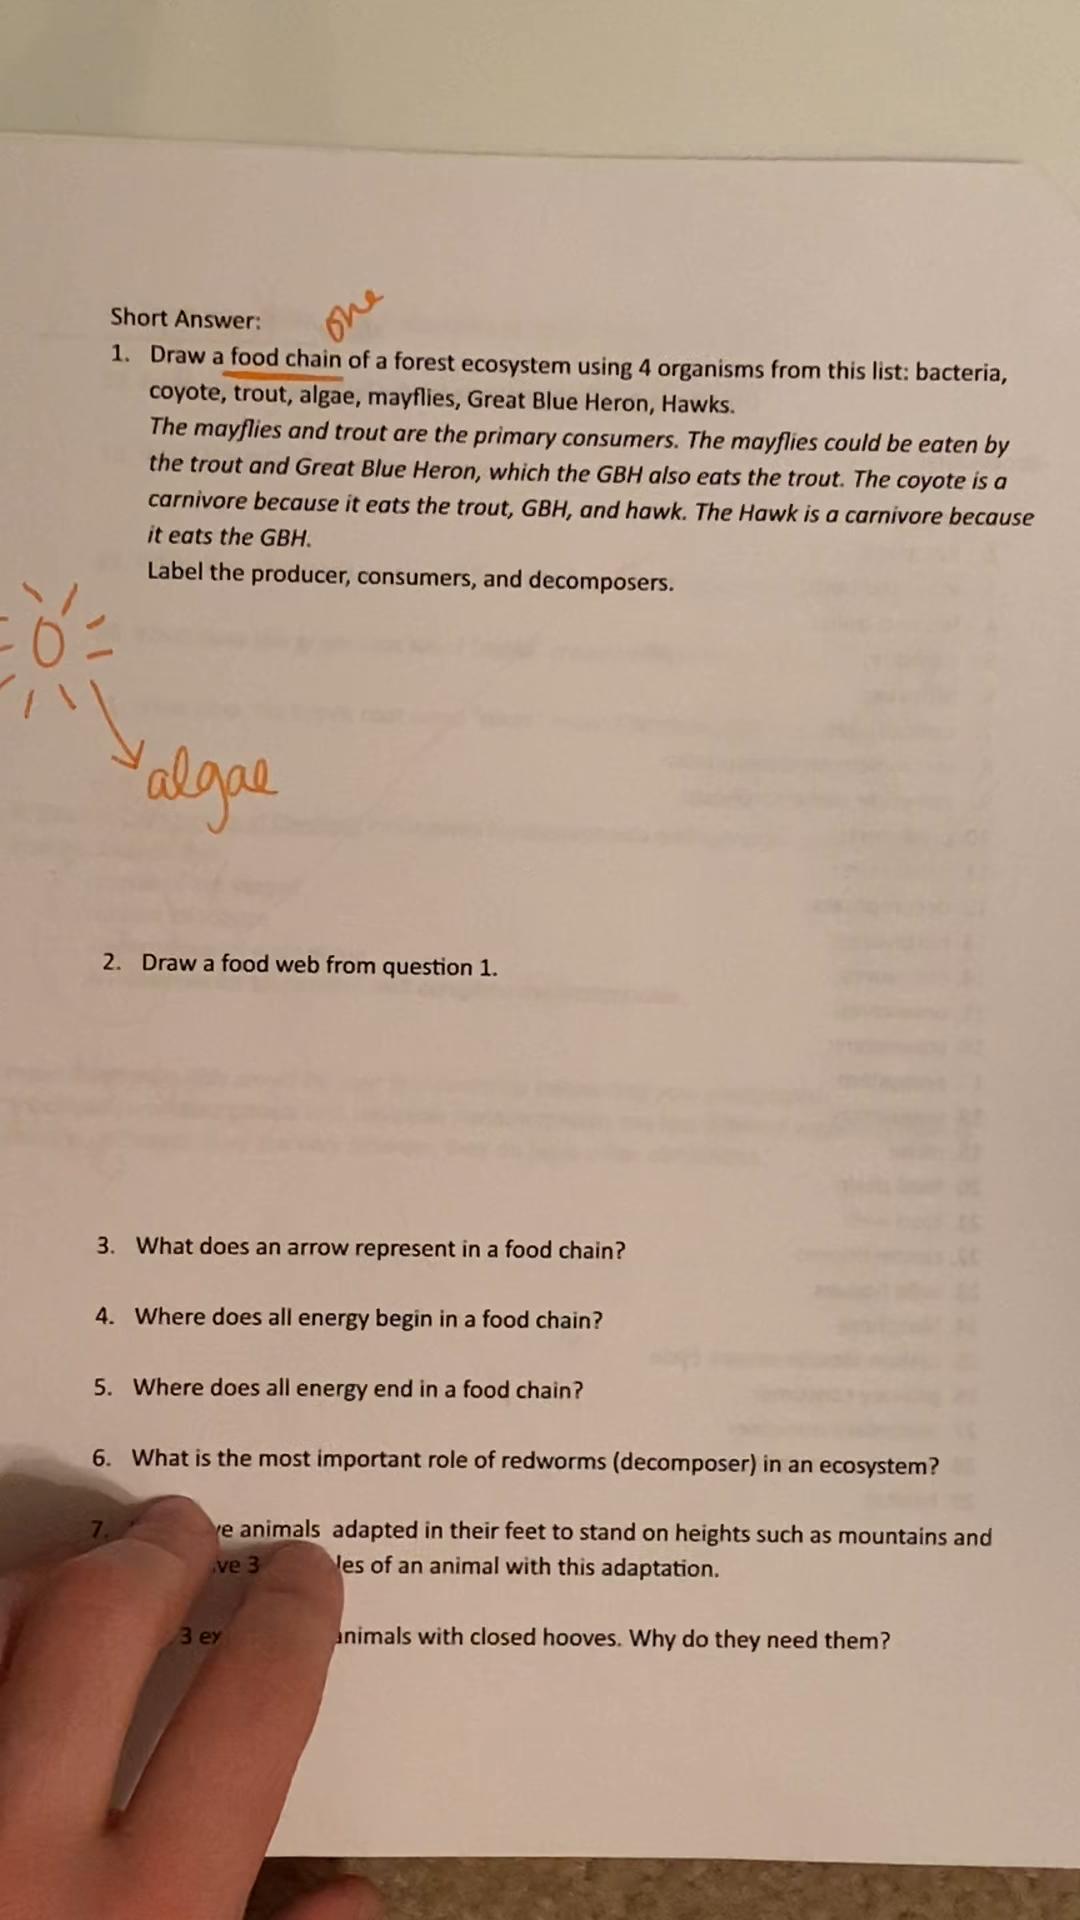 one
Short Answer:
1. Draw a food chain of a forest ecosystem using 4 organisms from this list: bacteria,
coyote, trout, algae, mayflies, Great Blue Heron, Hawks.
The mayflies and trout are the primary consumers. The mayflies could be eaten by
the trout and Great Blue Heron, which the GBH also eats the trout. The coyote is a
carnivore because it eats the trout, GBH, and hawk. The Hawk is a carnivore because
it eats the GBH.
Label the producer, consumers, and decomposers.
algae
2. Draw a food web from question 1.
3. What does an arrow represent in a food chain?
4. Where does all energy begin in a food chain?
5. Where does all energy end in a food chain?
6. What is the most important role of redworms (decomposer) in an ecosystem?
7. animals adapted in their feet to stand on heights such as mountains and
3 of an animal with this adaptation.
3 animals with closed hooves. Why do they need them?